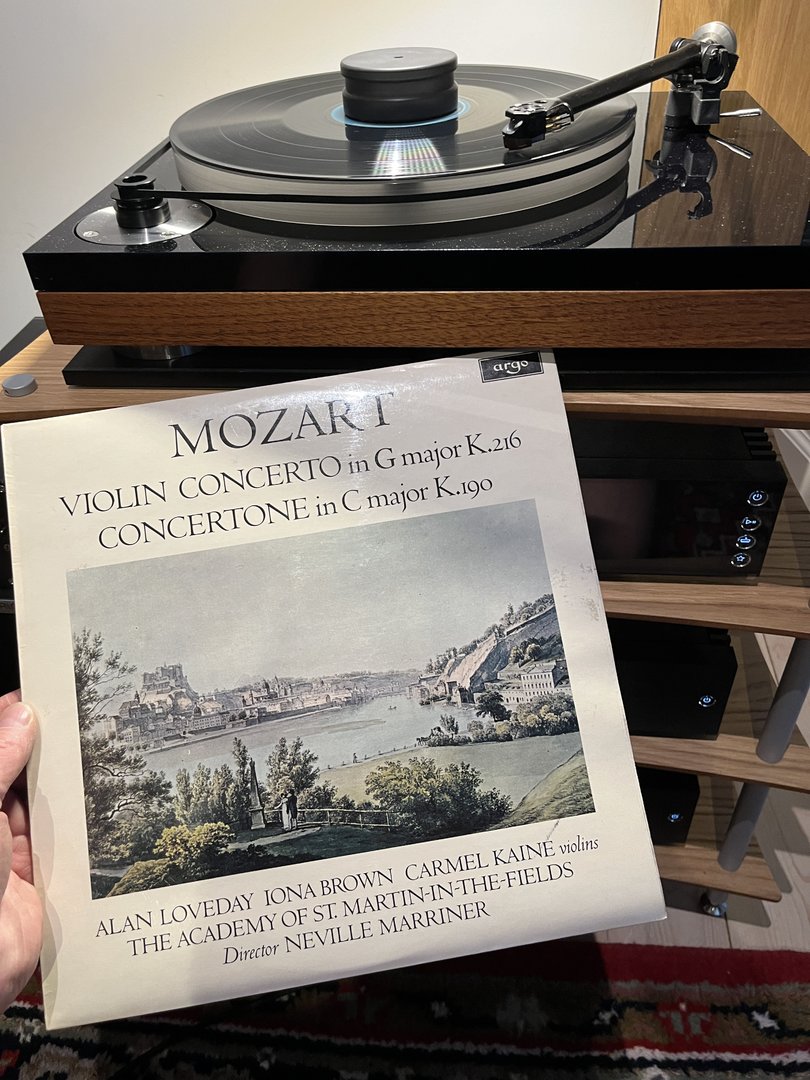 argo
MOZART
VIOLIN CONCERTO in G major K.216
CONCERTONE in C major K.190
ALAN LOVEDAY IONA BROWN CARMEL KAINE violins
THE ACADEMY OF ST. MARTIN-IN-THE-FIELDS
Director NEVILLE MARRINER